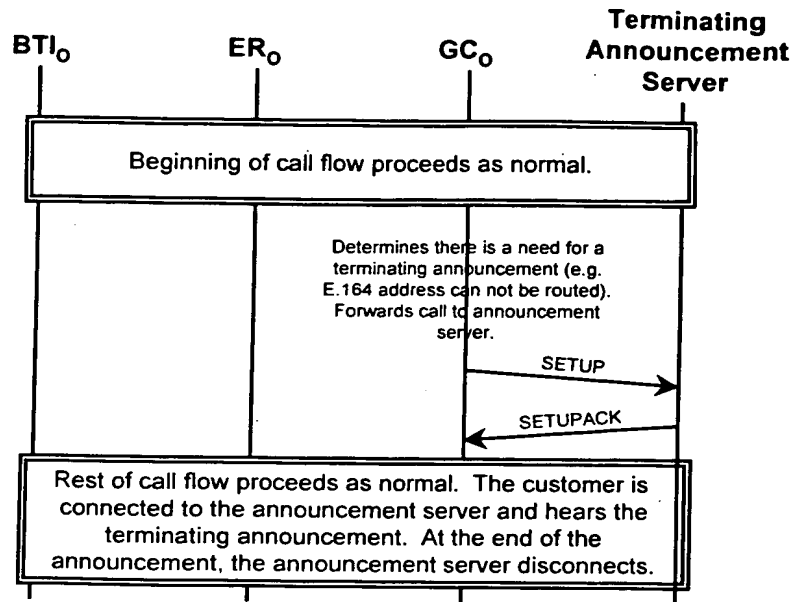 Terminating
Announcement
Server
BTIO
ERO
GCO
Beginning of call flow proceeds as normal.
Determines there is a need for a
terminating announcement (e.g.
E.164 address can not be routed).
Forwards call to announcement
server.
SETUP
SETUPACK
Rest of call flow proceeds as normal. The customer is
connected to the announcement server and hears the
terminating announcement. At the end of the
announcement, the announcement server disconnects.